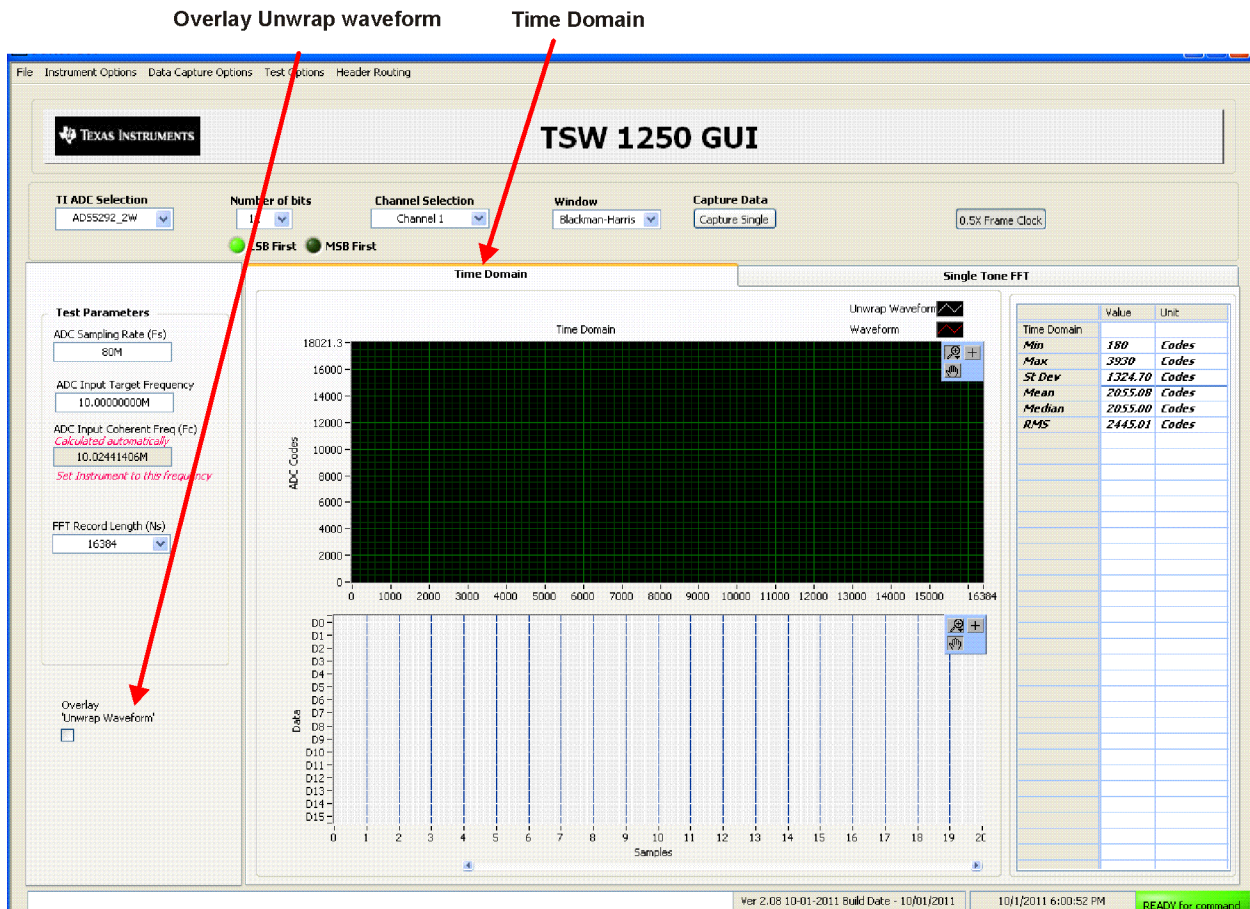 Overlay Unwrap waveform
Time Domain
File Instrument Options Data Capture Options Test Options Header Routing
TEXAS INSTRUMENTS
TSW 1250 GUI
TI ADC Selection
ADS5292_2W
Number of bits
Channel Selection
Channel 1
Window
Blackman-Harris
Capture Data
Capture Single
0.5X Frame Clock
LSB First
MSB First
Time Domain
Single Tone FFT
Test Parameters
ADC Sampling Rate (Fs)
80M
ADC Input Target Frequency
10.00000000M
ADC Input Coherent Freq (Fc)
Calculated automatically
10.02441406M
Set Instrument to this frequency
FFT Record Length (Ns)
16384
Overlay
'Unwrap Waveform'
Unwrap Waveform
Waveform
Time Domain
ADC Codes
18021.3
16000
14000
12000
10000
8000
6000
4000
2000
0
0 1000 2000 3000 4000 5000 6000 7000 8000 9000 10000 11000 12000 13000 14000 15000 16384
Data
D0
D1
D2
D3
D4
D5
D6
D7
D8
D9
D10
D11
D12
D13
D14
D15
0 1 2 3 4 5 6 7 8 9 10 11 12 13 14 15 16 17 18 19
Samples
Value Unit
Time Domain
Min 180 Codes
Max 3930 Codes
St Dev 1324.70 Codes
Mean 2055.08 Codes
Median 2055.00 Codes
RMS 2445.01 Codes
Ver 2.08 10-01-2011 Build Date - 10/01/2011
10/1/2011 6:00:52 PM
READY for command